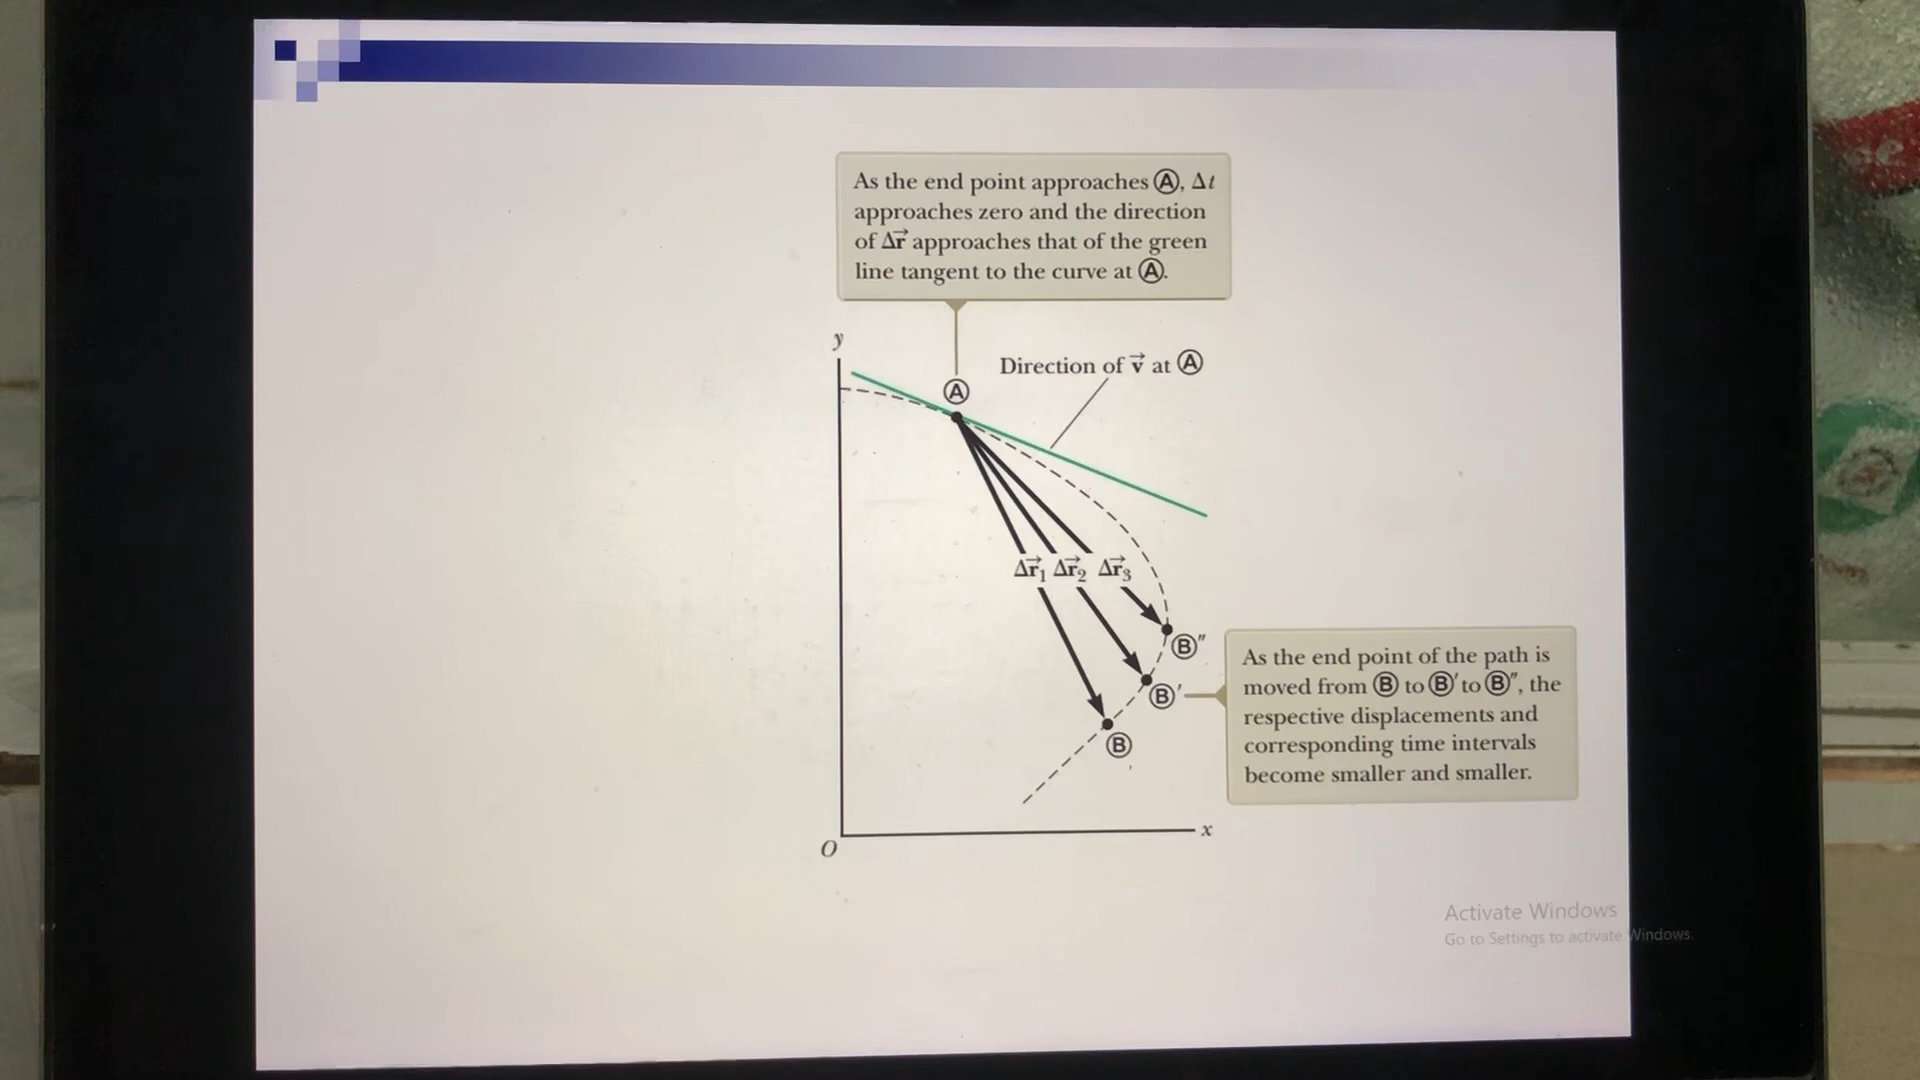 As the end point approaches Ⓐ, Δt
approaches zero and the direction
of Δr⃗ approaches that of the green
line tangent to the curve at Ⓐ.
y
Direction of v⃗ at Ⓐ
Ⓐ
Δr⃗₁ Δr⃗₂ Δr⃗₃
Ⓑ″
As the end point of the path is
moved from Ⓑ to Ⓑ′ to Ⓑ″, the
respective displacements and
corresponding time intervals
become smaller and smaller.
Ⓑ′
Ⓑ
x
O
Activate Windows
Go to Settings to activate Windows.